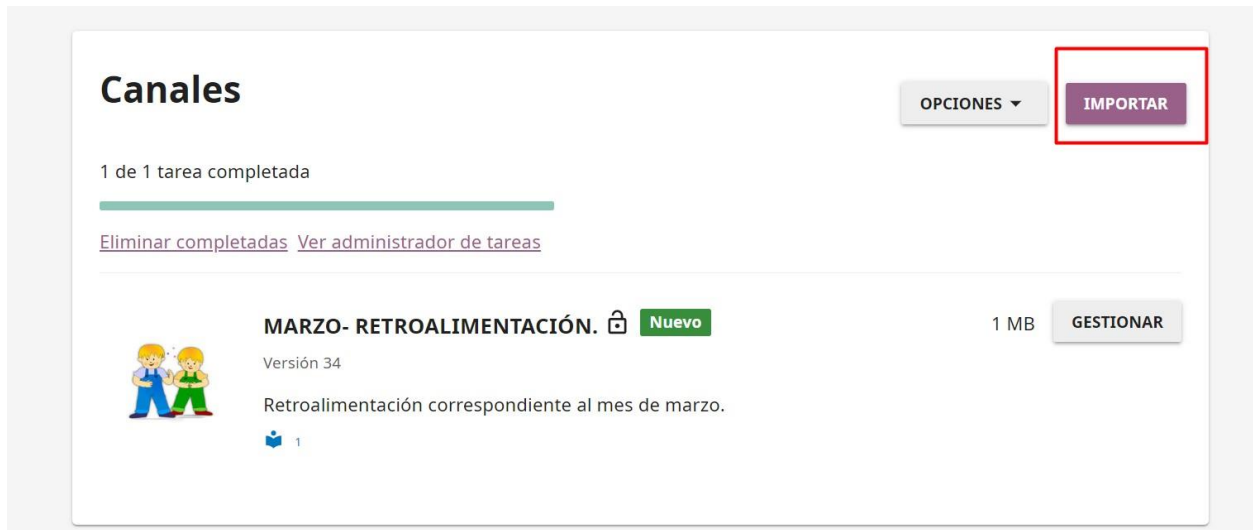 Canales
OPCIONES
IMPORTAR
1 de 1 tarea completada
Eliminar completadas Ver administrador de tareas
MARZO- RETROALIMENTACIÓN. Nuevo
1 MB
GESTIONAR
Versión 34
Retroalimentación correspondiente al mes de marzo.
1